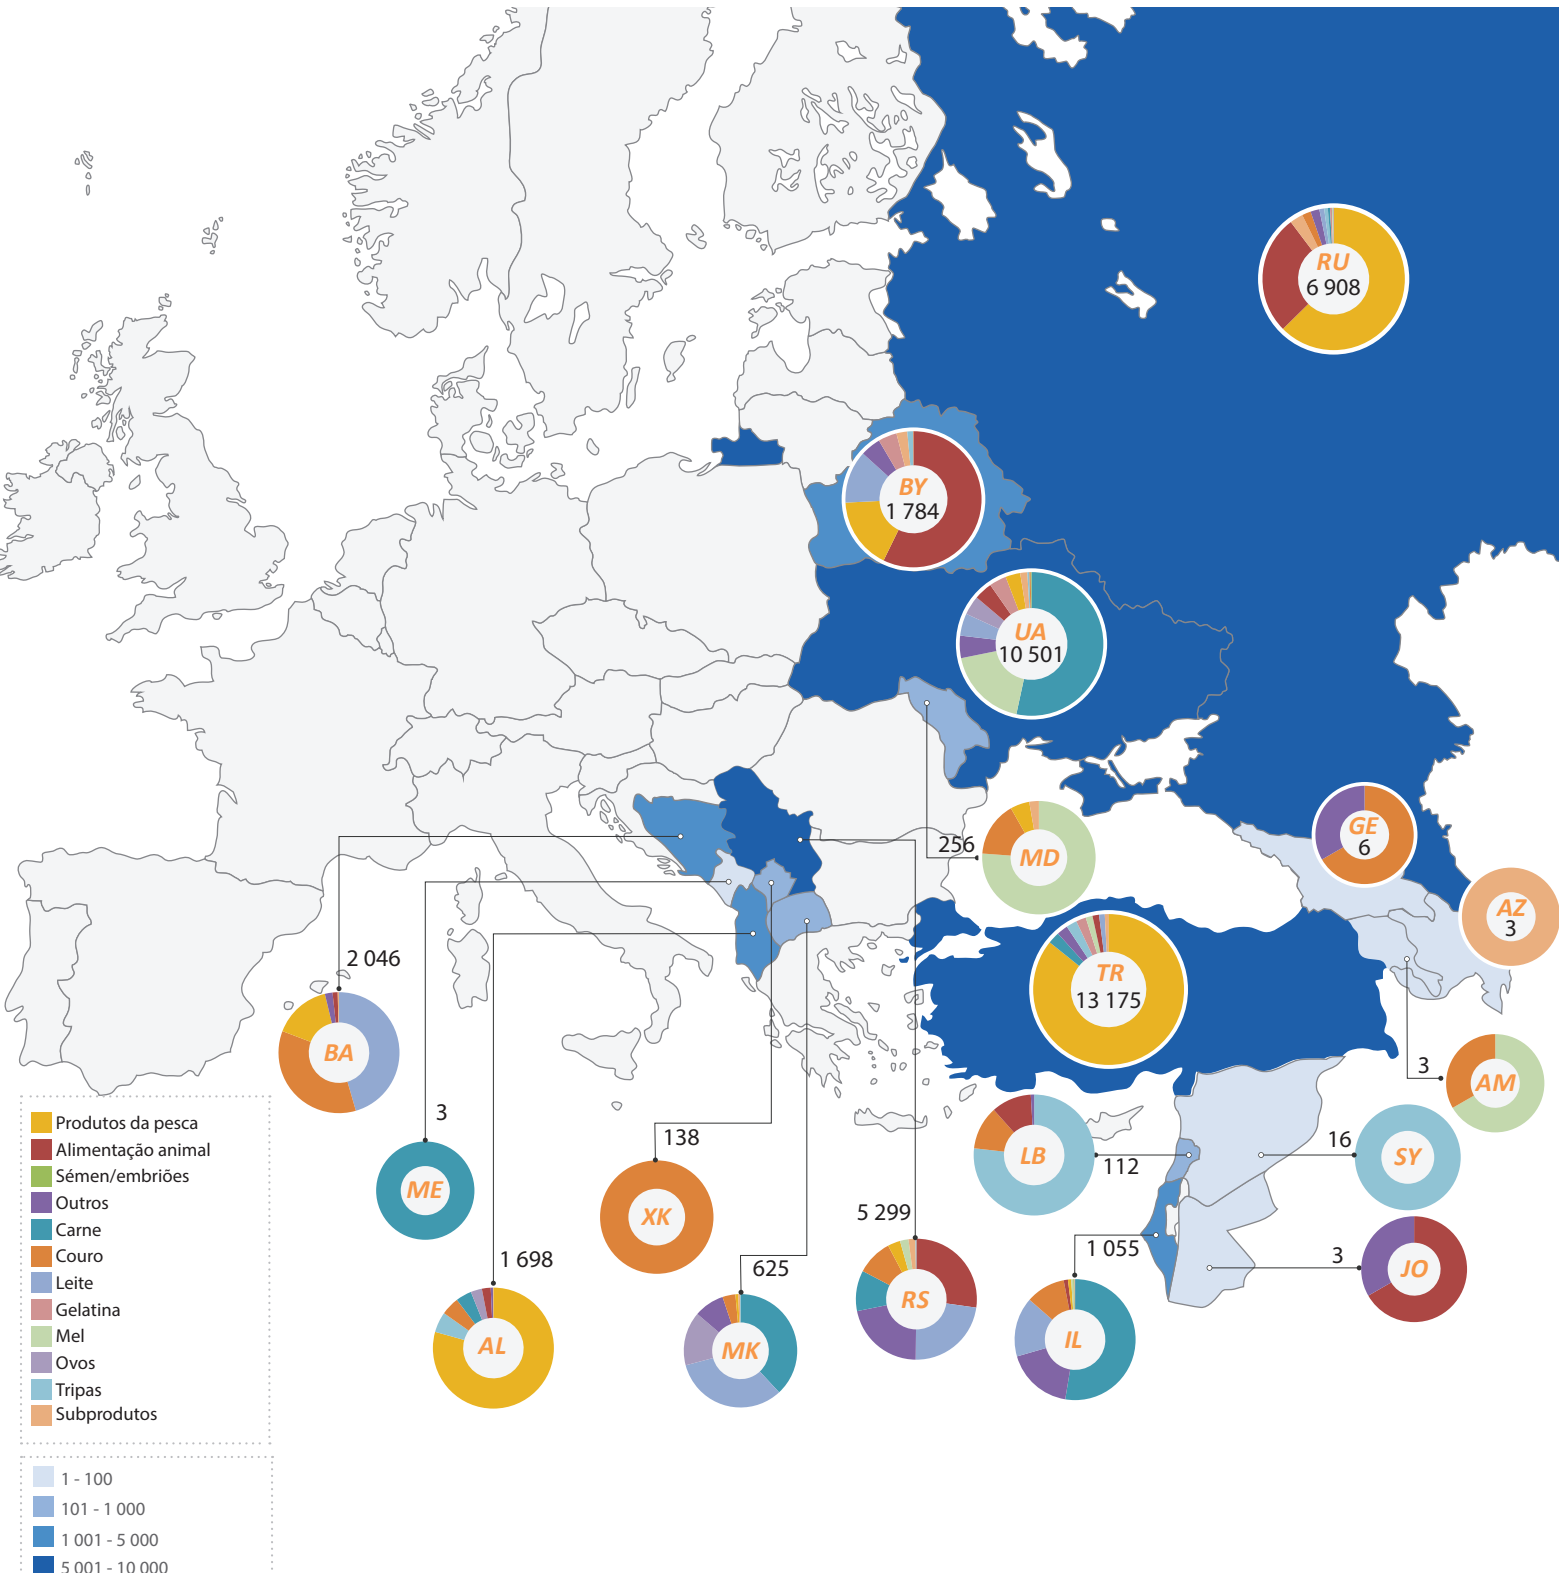 RU
6 908
BY
1 784
UA
10 501
256
MD
GE
6
AZ
3
TR
13 175
2 046
BA
3
AM
3
ME
138
XK
LB
112
16
SY
5 299
RS
1 055
IL
3
JO
1 698
AL
625
MK
Produtos da pesca
Alimentação animal
Sémen/embriões
Outros
Carne
Couro
Leite
Gelatina
Mel
Ovos
Tripas
Subprodutos
1 - 100
101 - 1 000
1 001 - 5 000
5 001 - 10 000